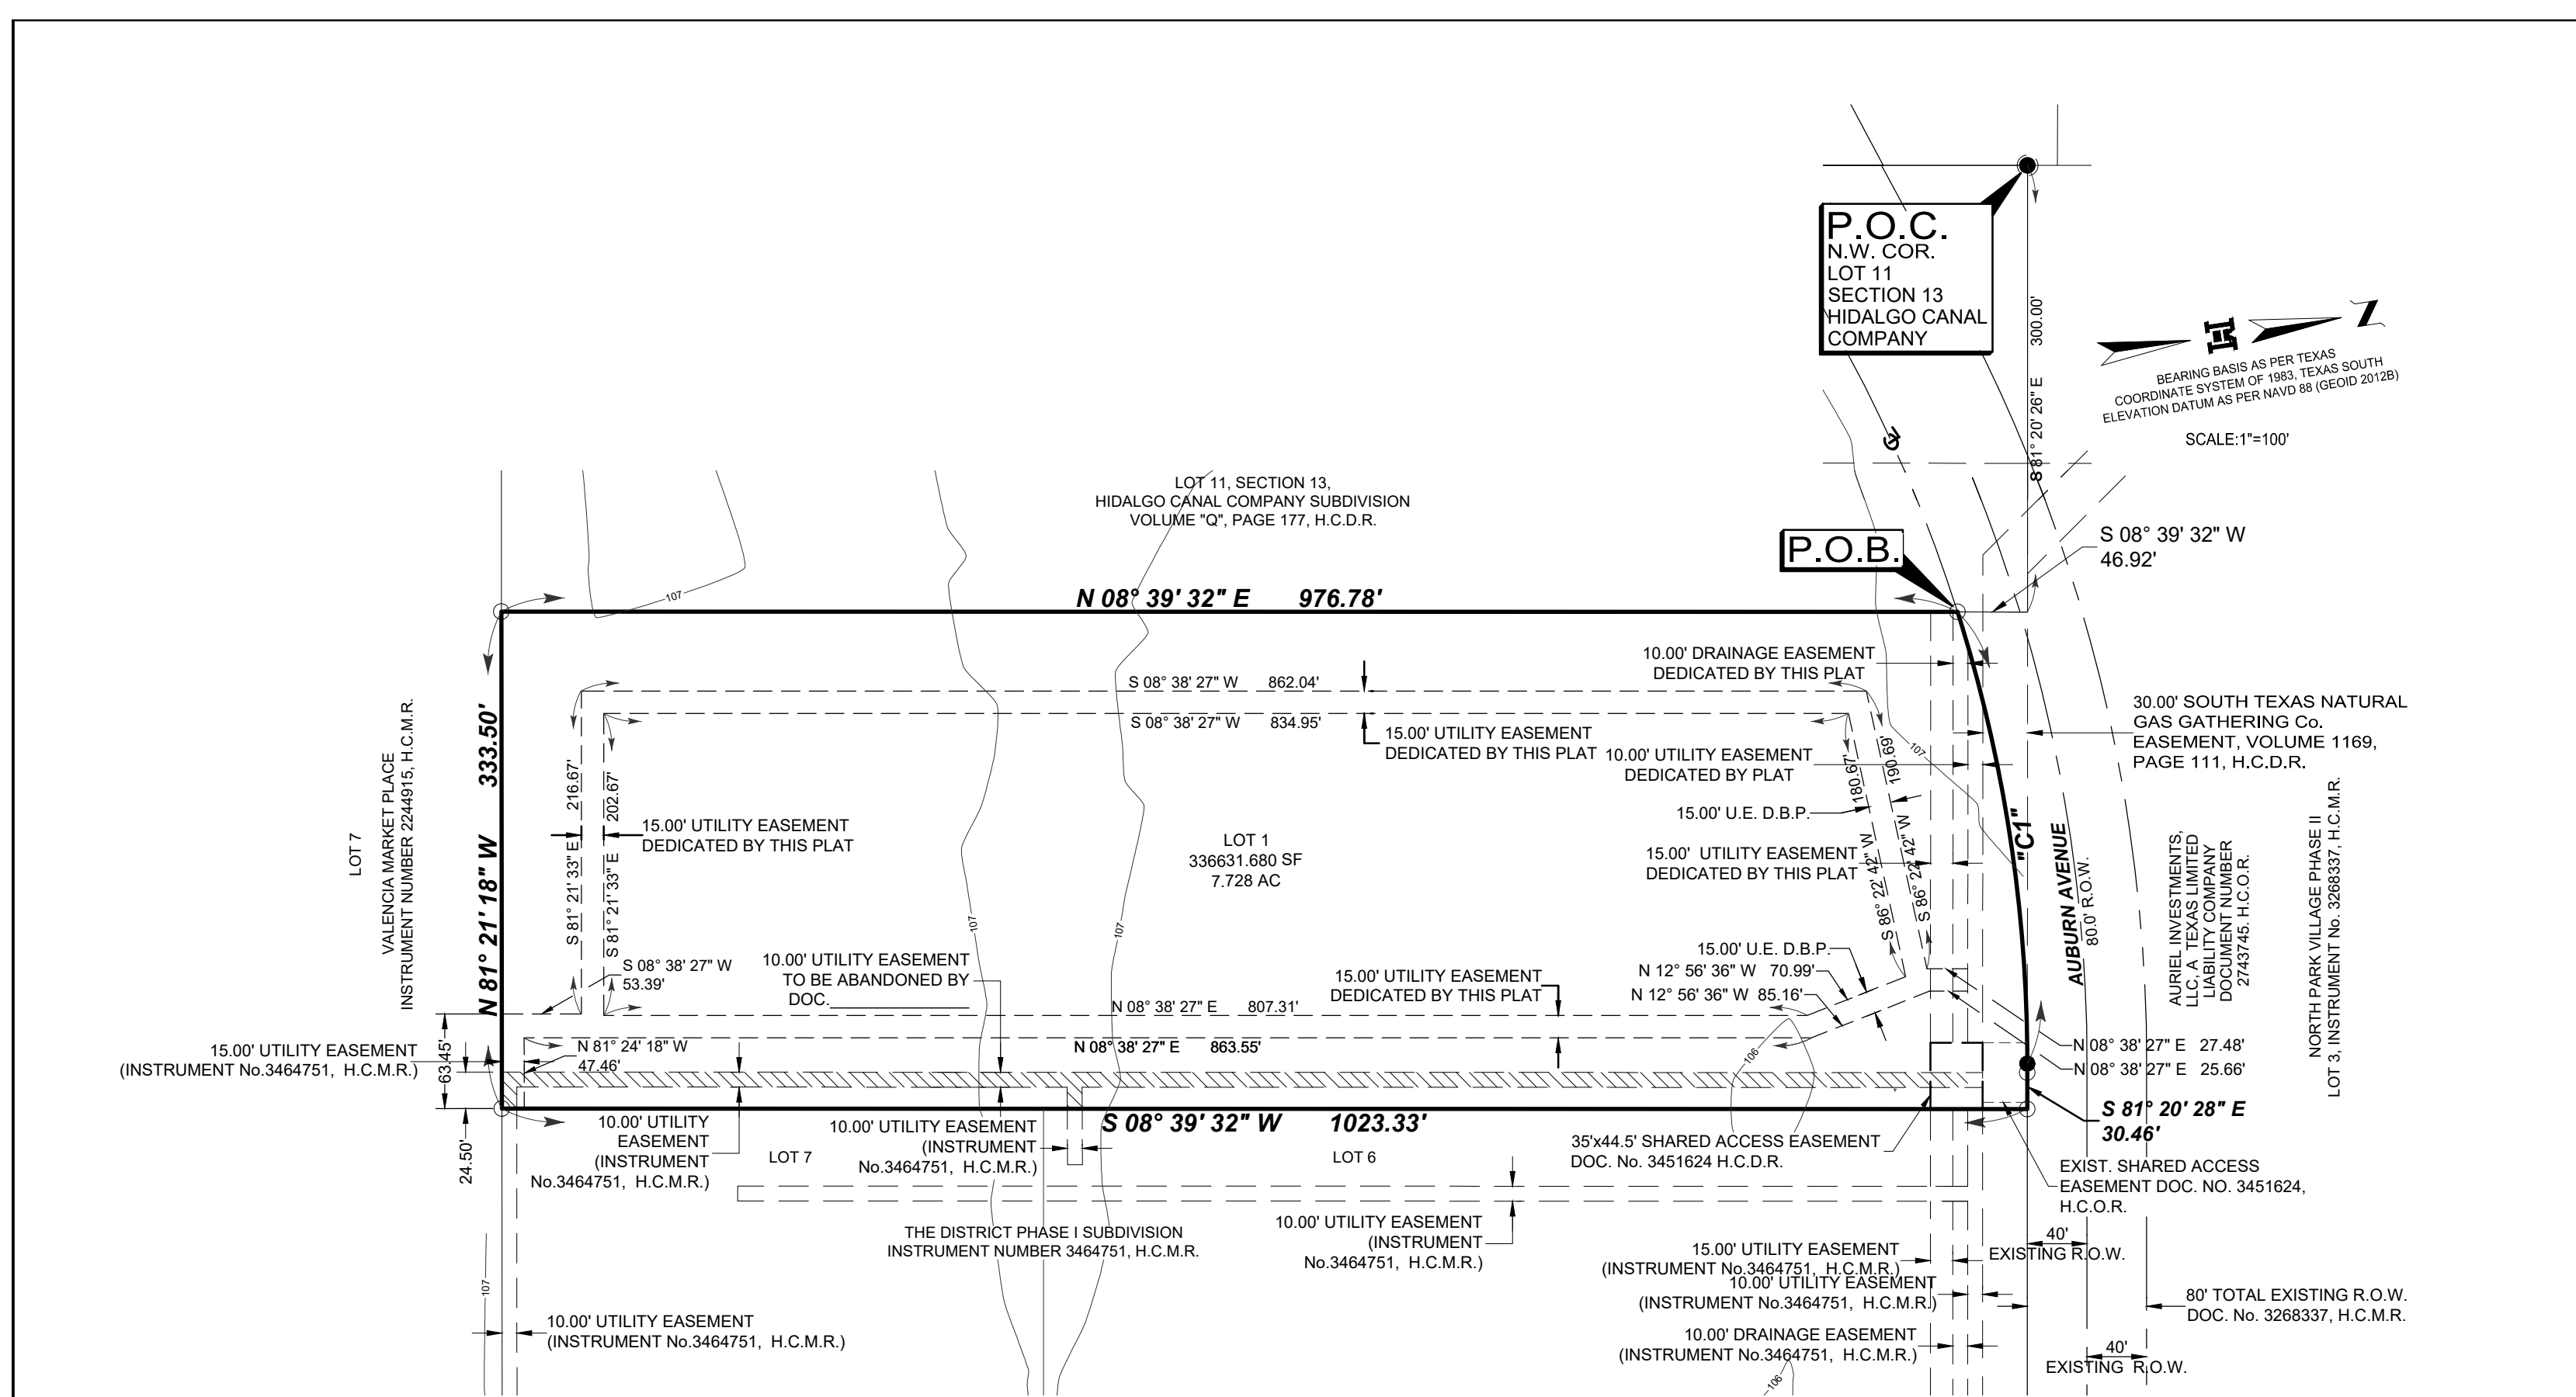 P.O.C.
N.W. COR.
LOT 11
SECTION 13
HIDALGO CANAL
COMPANY
S 81° 20' 26" E 300.00'
N
BEARING BASIS AS PER TEXAS
COORDINATE SYSTEM OF 1983, TEXAS SOUTH
ELEVATION DATUM AS PER NAVD 88 (GEOID 2012B)
SCALE:1"=100'
LOT 11, SECTION 13,
HIDALGO CANAL COMPANY SUBDIVISION
VOLUME "Q", PAGE 177, H.C.D.R.
P.O.B.
S 08° 39' 32" W
46.92'
107
N 08° 39' 32" E 976.78'
10.00' DRAINAGE EASEMENT
DEDICATED BY THIS PLAT
S 08° 38' 27" W 862.04'
S 08° 38' 27" W 834.95'
15.00' UTILITY EASEMENT
DEDICATED BY THIS PLAT
10.00' UTILITY EASEMENT
DEDICATED BY PLAT
107
30.00' SOUTH TEXAS NATURAL
GAS GATHERING Co.
EASEMENT, VOLUME 1169,
PAGE 111, H.C.D.R.
LOT 7
VALENCIA MARKET PLACE
INSTRUMENT NUMBER 22449915, H.C.M.R.
N 81° 21' 18" W 333.50'
S 81° 21' 33" E 216.67'
S 81° 21' 33" E 202.67'
15.00' UTILITY EASEMENT
DEDICATED BY THIS PLAT
LOT 1
336631.680 SF
7.728 AC
15.00' U.E. D.B.P.
15.00' UTILITY EASEMENT
DEDICATED BY THIS PLAT
S 86° 22' 42" W 180.67'
S 86° 22' 42" W 190.69'
"C1"
AUBURN AVENUE
80.0' R.O.W.
AURIEL INVESTMENTS,
LLC, A TEXAS LIMITED
LIABILITY COMPANY
DOCUMENT NUMBER
2743745. H.C.O.R.
NORTH PARK VILLAGE PHASE II
LOT 3, INSTRUMENT No. 3268337, H.C.M.R.
107
107
S 08° 38' 27" W
53.39'
10.00' UTILITY EASEMENT
TO BE ABANDONED BY
DOC.
15.00' UTILITY EASEMENT
DEDICATED BY THIS PLAT
15.00' U.E. D.B.P.
N 12° 56' 36" W 70.99'
N 12° 56' 36" W 85.16'
N 08° 38' 27" E 807.31'
15.00' UTILITY EASEMENT
(INSTRUMENT No.3464751, H.C.M.R.)
63.45'
N 81° 24' 18" W
47.46'
N 08° 38' 27" E 863.55'
106
N 08° 38' 27" E 27.48'
N 08° 38' 27" E 25.66'
S 81° 20' 28" E
30.46'
24.50'
10.00' UTILITY
EASEMENT
(INSTRUMENT
No.3464751, H.C.M.R.)
LOT 7
10.00' UTILITY EASEMENT
(INSTRUMENT
No.3464751, H.C.M.R.)
S 08° 39' 32" W 1023.33'
LOT 6
35'x44.5' SHARED ACCESS EASEMENT
DOC. No. 3451624 H.C.D.R.
EXIST. SHARED ACCESS
EASEMENT DOC. NO. 3451624,
H.C.O.R.
THE DISTRICT PHASE I SUBDIVISION
INSTRUMENT NUMBER 3464751, H.C.M.R.
10.00' UTILITY EASEMENT
(INSTRUMENT
No.3464751, H.C.M.R.)
40'
EXISTING R.O.W.
15.00' UTILITY EASEMENT
(INSTRUMENT No.3464751, H.C.M.R.)
10.00' UTILITY EASEMENT
(INSTRUMENT No.3464751, H.C.M.R.)
107
80' TOTAL EXISTING R.O.W.
DOC. No. 3268337, H.C.M.R.
10.00' UTILITY EASEMENT
(INSTRUMENT No.3464751, H.C.M.R.)
10.00' DRAINAGE EASEMENT
(INSTRUMENT No.3464751, H.C.M.R.)
40'
EXISTING R.O.W.
106